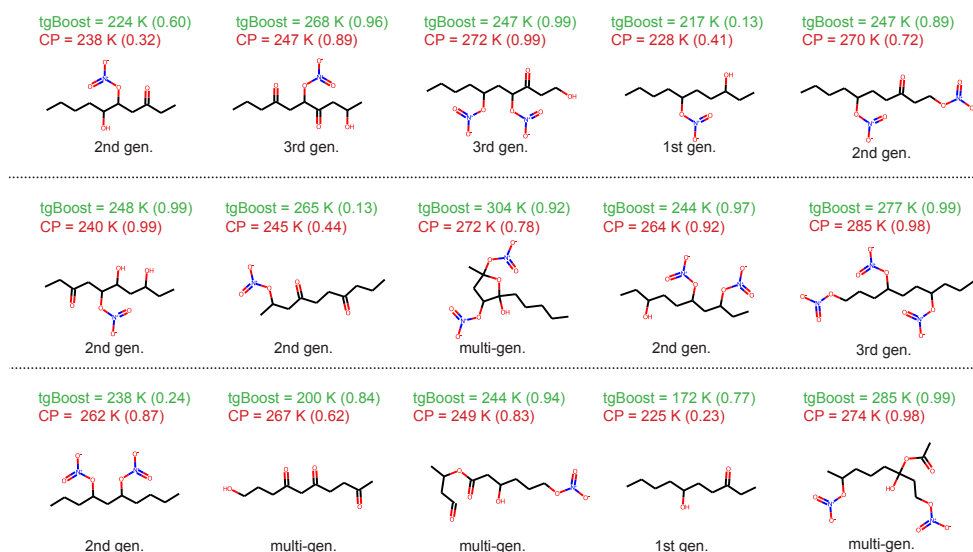 tgBoost = 224 K (0.60)
CP = 238 K (0.32)
2nd gen.
tgBoost = 268 K (0.96)
CP = 247 K (0.89)
3rd gen.
tgBoost = 247 K (0.99)
CP = 272 K (0.99)
3rd gen.
tgBoost = 217 K (0.13)
CP = 228 K (0.41)
1st gen.
tgBoost = 247 K (0.89)
CP = 270 K (0.72)
2nd gen.
tgBoost = 248 K (0.99)
CP = 240 K (0.99)
2nd gen.
tgBoost = 265 K (0.13)
CP = 245 K (0.44)
2nd gen.
tgBoost = 304 K (0.92)
CP = 272 K (0.78)
multi-gen.
tgBoost = 244 K (0.97)
CP = 264 K (0.92)
2nd gen.
tgBoost = 277 K (0.99)
CP = 285 K (0.98)
3rd gen.
tgBoost = 238 K (0.24)
CP = 262 K (0.87)
2nd gen.
tgBoost = 200 K (0.84)
CP = 267 K (0.62)
multi-gen.
tgBoost = 244 K (0.94)
CP = 249 K (0.83)
multi-gen.
tgBoost = 172 K (0.77)
CP = 225 K (0.23)
1st gen.
tgBoost = 285 K (0.99)
CP = 274 K (0.98)
multi-gen.